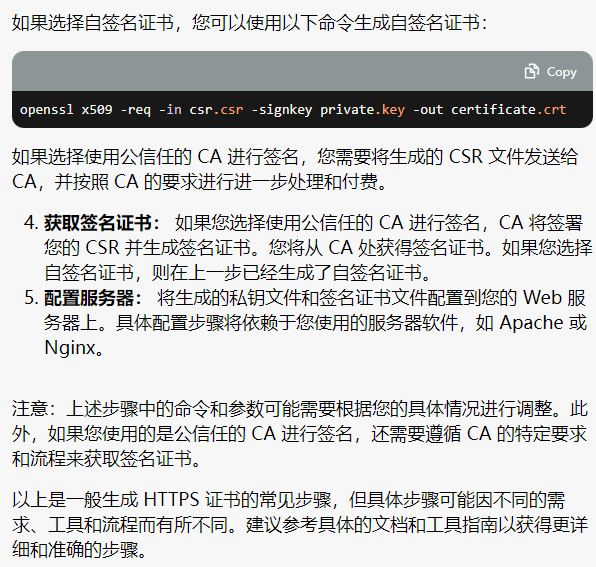 如果选择自签名证书，您可以使用以下命令生成自签名证书：
Copy
openssl x509 -req -in csr.csr -signkey private.key -out certificate.crt
如果选择使用公信任的 CA 进行签名，您需要将生成的 CSR 文件发送给
CA，并按照 CA 的要求进行进一步处理和付费。
4. 获取签名证书： 如果您选择使用公信任的 CA 进行签名，CA 将签署
您的 CSR 并生成签名证书。您将从 CA 处获得签名证书。如果您选择
自签名证书，则在上一步已经生成了自签名证书。
5. 配置服务器： 将生成的私钥文件和签名证书文件配置到您的 Web 服
务器上。具体配置步骤将依赖于您使用的服务器软件，如 Apache 或
Nginx。
注意：上述步骤中的命令和参数可能需要根据您的具体情况进行调整。此
外，如果您使用的是公信任的 CA 进行签名，还需要遵循 CA 的特定要求
和流程来获取签名证书。
以上是一般生成 HTTPS 证书的常见步骤，但具体步骤可能因不同的需
求、工具和流程而有所不同。建议参考具体的文档和工具指南以获得更详
细和准确的步骤。